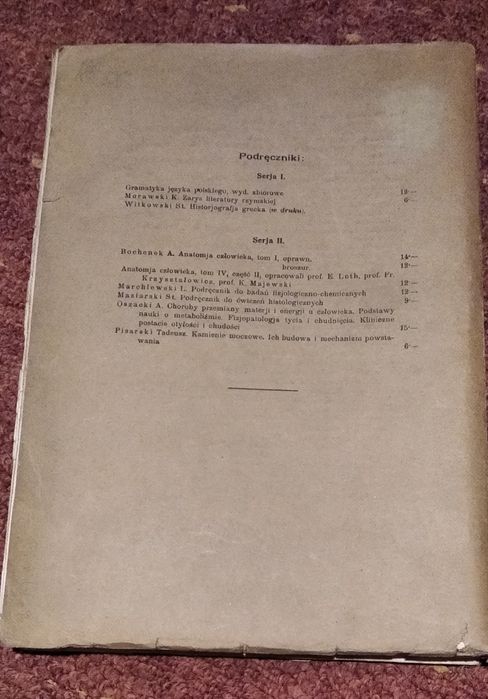 Podręczniki:
Serja I.
Gramatyka języka polskiego, wyd. zbiorowe 12·—
Morawski K. Zarys literatury rzymskiej 6·—
Witkowski St. Historjografja grecka (w druku).
Serja II.
Bochenek A. Anatomja człowieka, tom I, oprawn. 14·—
broszur. 12·—
Anatomja człowieka, tom IV, część II, opracowali prof. E. Loth, prof. Fr.
Krzyształowicz, prof. K. Majewski 12·—
Marchlewski L. Podręcznik do badań fizjologiczno-chemicznych 12·—
Maziarski St. Podręcznik do ćwiczeń histologicznych 9·—
Oszacki A. Choroby przemiany materji i energji u człowieka. Podstawy
nauki o metaboliźmie. Fizjopatologja tycia i chudnięcia. Kliniczne
postacie otyłości i chudości 15·—
Pisarski Tadeusz. Kamienie moczowe. Ich budowa i mechanizm powsta-
wania 6·—